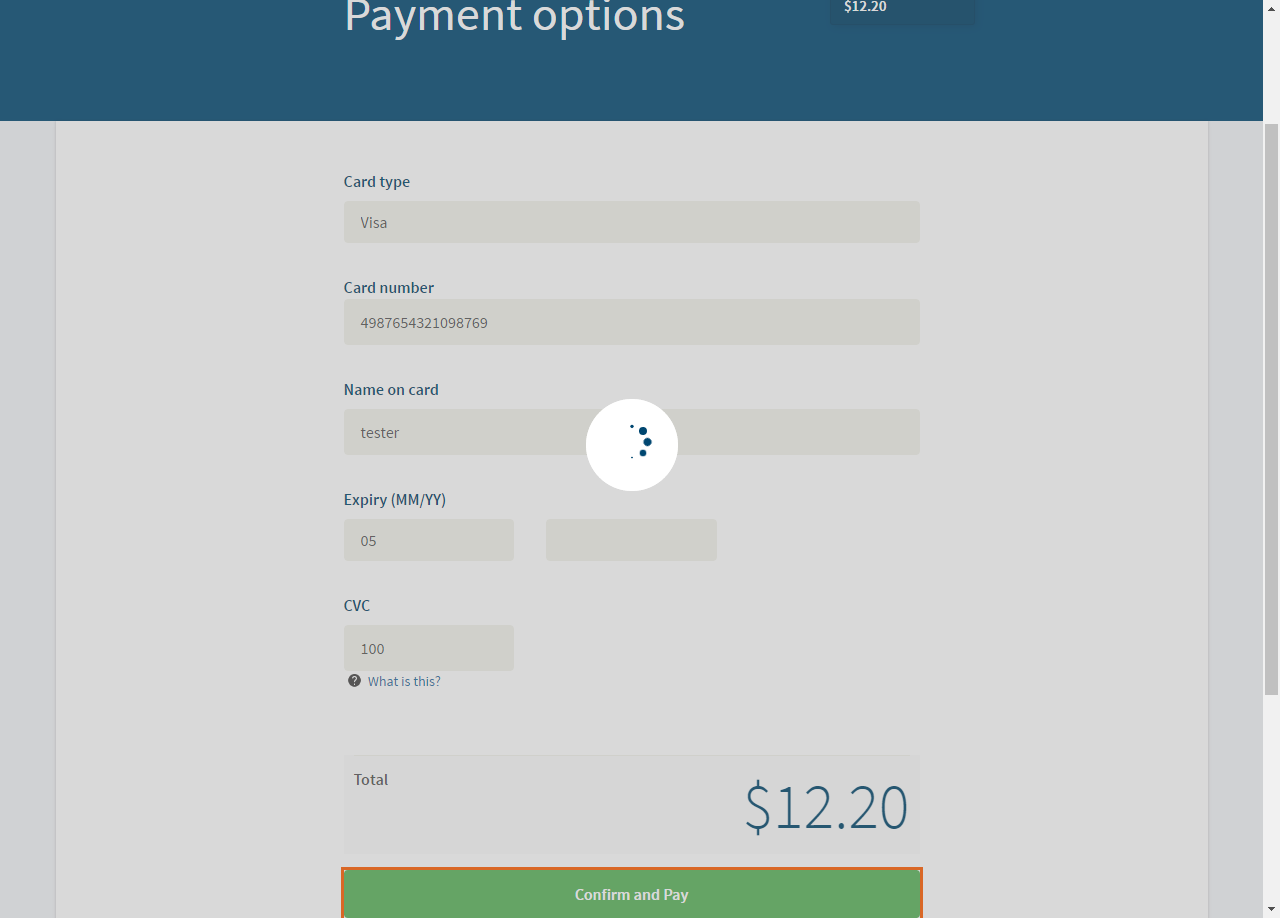 Payment options
$12.20
Card type
Visa
Card number
4987654321098769
Name on card
tester
Expiry (MM/YY)
05
CVC
100
? What is this?
Total
$12.20
Confirm and Pay